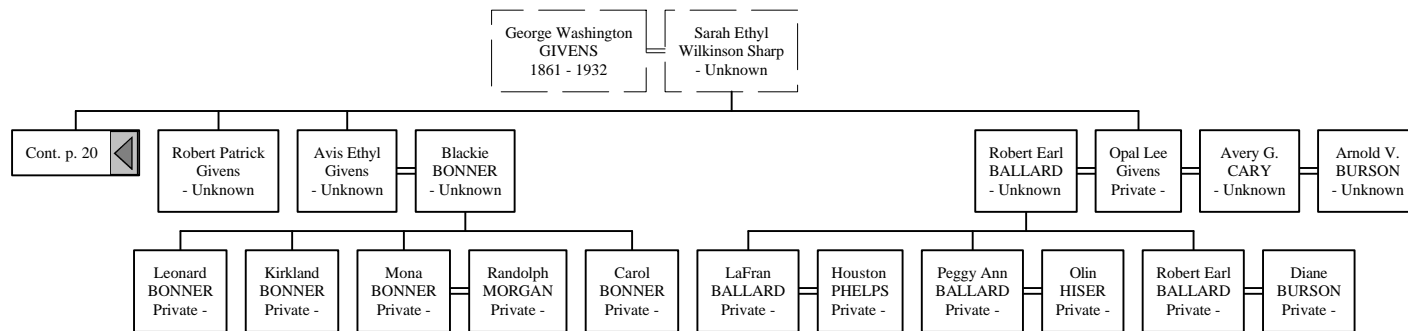 George Washington
GIVENS
1861 - 1932
Sarah Ethyl
Wilkinson Sharp
- Unknown
Cont. p. 20
Robert Patrick
Givens
- Unknown
Avis Ethyl
Givens
- Unknown
Blackie
BONNER
- Unknown
Robert Earl
BALLARD
- Unknown
Opal Lee
Givens
Private -
Avery G.
CARY
- Unknown
Arnold V.
BURSON
- Unknown
Leonard
BONNER
Private -
Kirkland
BONNER
Private -
Mona
BONNER
Private -
Randolph
MORGAN
Private -
Carol
BONNER
Private -
LaFran
BALLARD
Private -
Houston
PHELPS
Private -
Peggy Ann
BALLARD
Private -
Olin
HISER
Private -
Robert Earl
BALLARD
Private -
Diane
BURSON
Private -